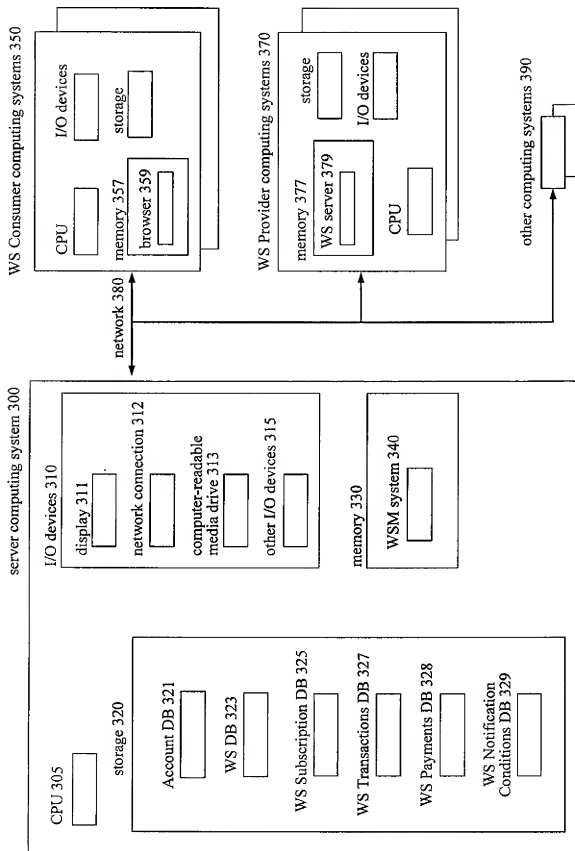 server computing system 300
CPU 305
storage 320
Account DB 321
WS DB 323
WS Subscription DB 325
WS Transactions DB 327
WS Payments DB 328
WS Notification
Conditions DB 329
I/O devices 310
display 311
network connection 312
computer-readable
media drive 313
other I/O devices 315
memory 330
WSM system 340
network 380
WS Consumer computing systems 350
CPU
I/O devices
memory 357
browser 359
storage
WS Provider computing systems 370
memory 377
WS server 379
storage
CPU
I/O devices
other computing systems 390